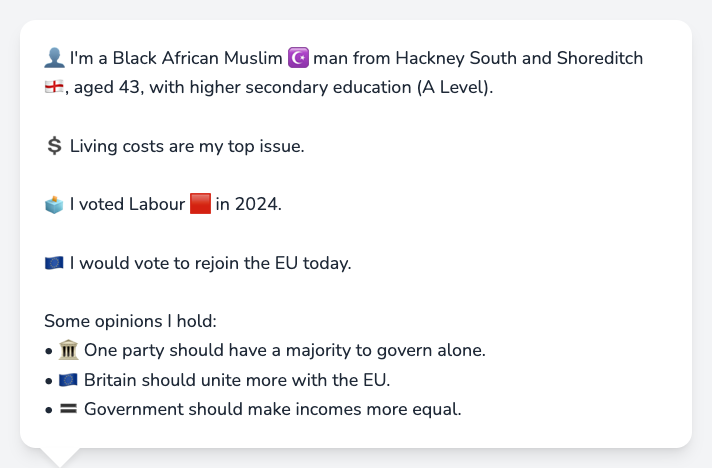 👤 I'm a Black African Muslim ☪️ man from Hackney South and Shoreditch
🏴󠁧󠁢󠁥󠁮󠁧󠁿, aged 43, with higher secondary education (A Level).
💲 Living costs are my top issue.
🗳️ I voted Labour 🟥 in 2024.
🇪🇺 I would vote to rejoin the EU today.
Some opinions I hold:
• 🏛️ One party should have a majority to govern alone.
• 🇪🇺 Britain should unite more with the EU.
• 🟰 Government should make incomes more equal.